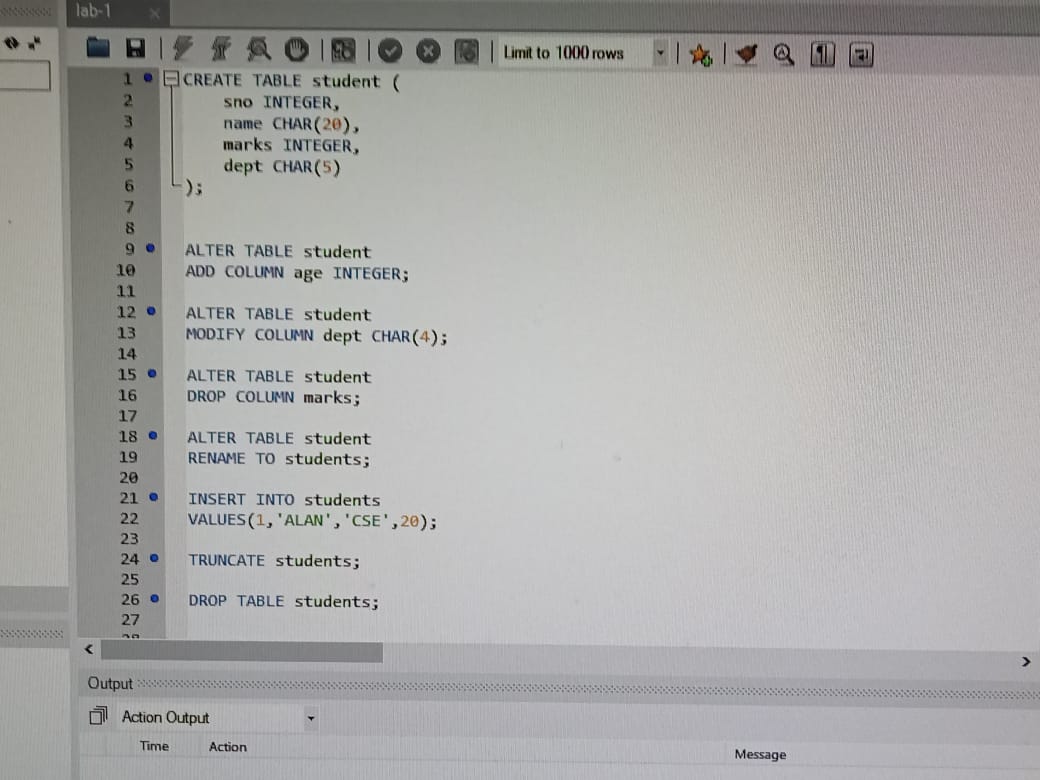 lab-1
Limit to 1000 rows
1 CREATE TABLE student (
2 sno INTEGER,
3 name CHAR(20),
4 marks INTEGER,
5 dept CHAR(5)
6 );
7
8
9 ALTER TABLE student
10 ADD COLUMN age INTEGER;
11
12 ALTER TABLE student
13 MODIFY COLUMN dept CHAR(4);
14
15 ALTER TABLE student
16 DROP COLUMN marks;
17
18 ALTER TABLE student
19 RENAME TO students;
20
21 INSERT INTO students
22 VALUES(1,'ALAN','CSE',20);
23
24 TRUNCATE students;
25
26 DROP TABLE students;
27
Output
Action Output
Time Action Message